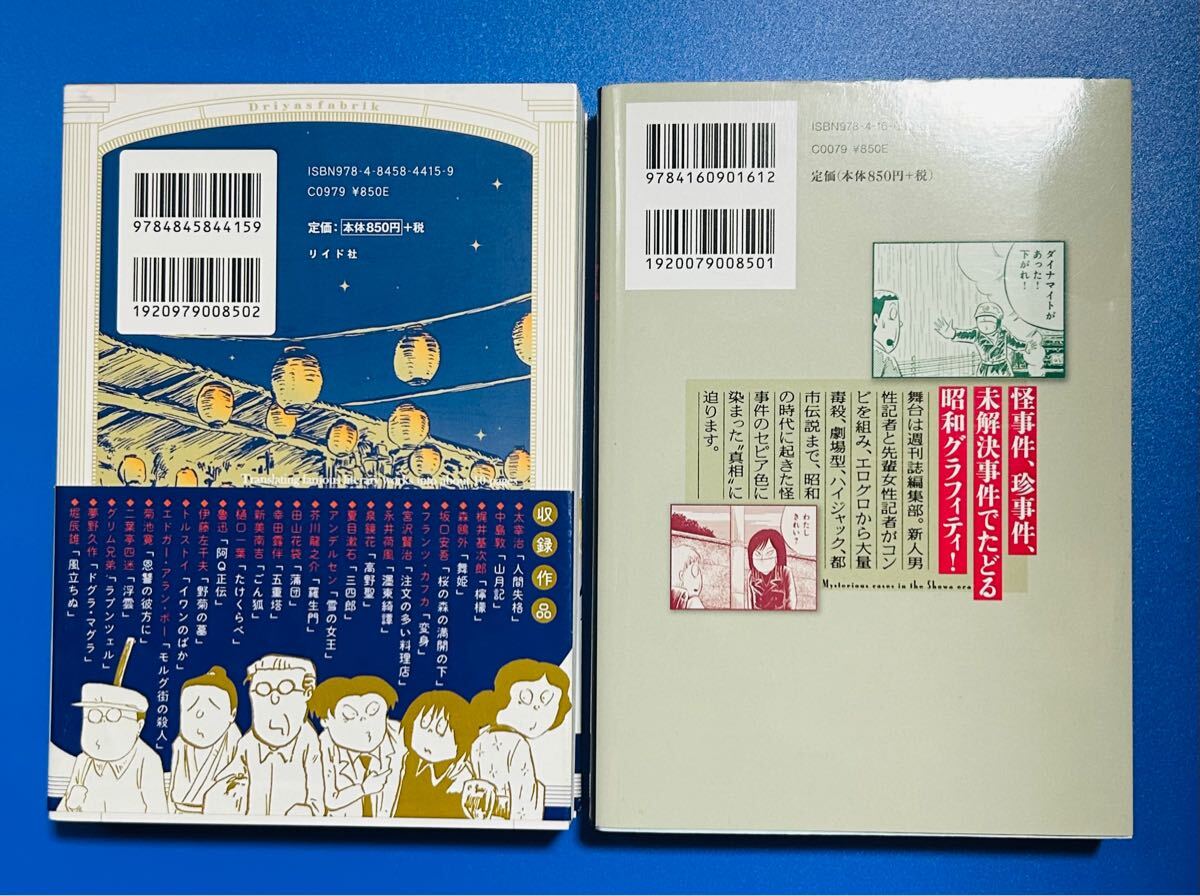 Driyasfabrik
9784845844159
1920979008502
ISBN978-4-8458-4415-9
C0979 ¥850E
定価：本体850円+税
リイド社
Translating famous literary works into about 10 pages
収録作品
◆太宰治「人間失格」
◆中島敦「山月記」
◆梶井基次郎「檸檬」
◆森鴎外「舞姫」
◆坂口安吾「桜の森の満開の下」
◆フランツ・カフカ「変身」
◆宮沢賢治「注文の多い料理店」
◆永井荷風「濹東綺譚」
◆泉鏡花「高野聖」
◆夏目漱石「三四郎」
◆アンデルセン「雪の女王」
◆芥川龍之介「羅生門」
◆田山花袋「蒲団」
◆幸田露伴「五重塔」
◆新美南吉「ごん狐」
◆樋口一葉「たけくらべ」
◆魯迅「阿Q正伝」
◆伊藤左千夫「野菊の墓」
◆トルストイ「イワンのばか」
◆エドガー・アラン・ポー「モルグ街の殺人」
◆菊池寛「恩讐の彼方に」
◆二葉亭四迷「浮雲」
◆グリム兄弟「ラプンツェル」
◆夢野久作「ドグラ・マグラ」
◆堀辰雄「風立ちぬ」
9784160901612
1920079008501
ISBN978-4-16-
C0079 ¥850E
定価(本体850円+税)
ダイナマイトが
あった！
下がれ！
怪事件、珍事件、
未解決事件でたどる
昭和グラフィティ！
舞台は週刊誌編集部。新人男
性記者と先輩女性記者がコン
ビを組み、エログロから大量
毒殺、劇場型、ハイジャック、都
市伝説まで、昭和
の時代に起きた怪
事件のセピア色に
染まった“真相”に
迫ります。
Mysterious cases in the Showa era
わたし
きれい？